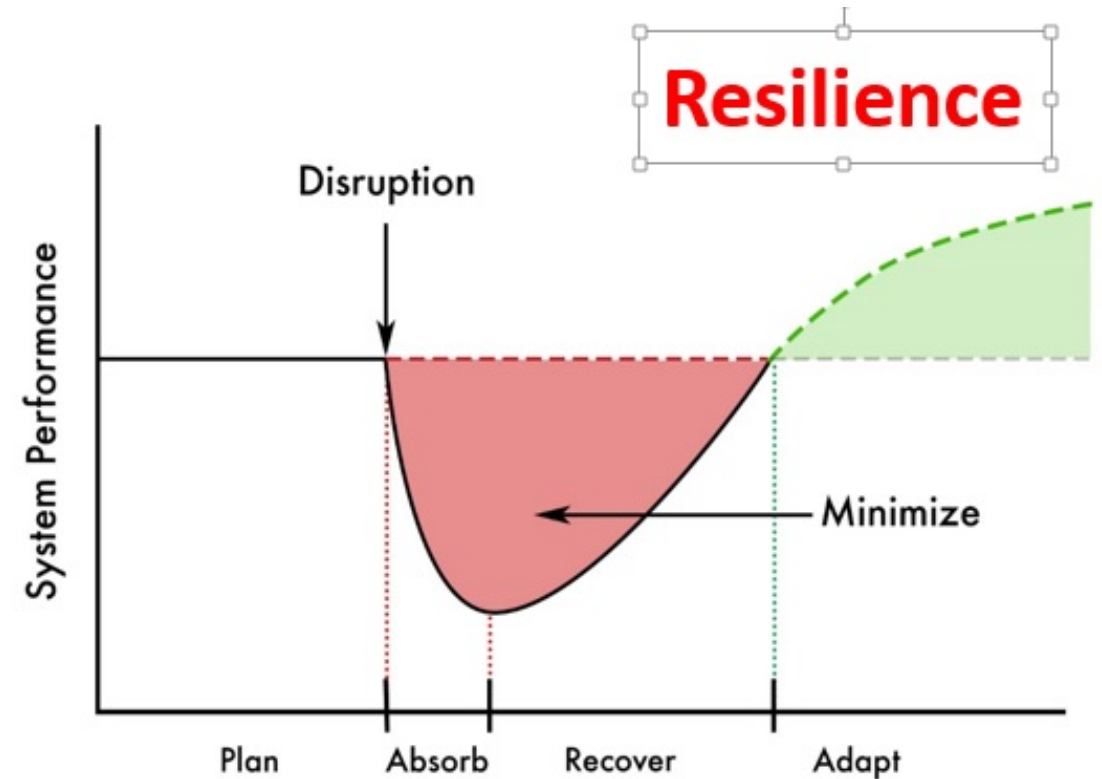 Resilience
Disruption
System Performance
Minimize
Plan Absorb Recover Adapt